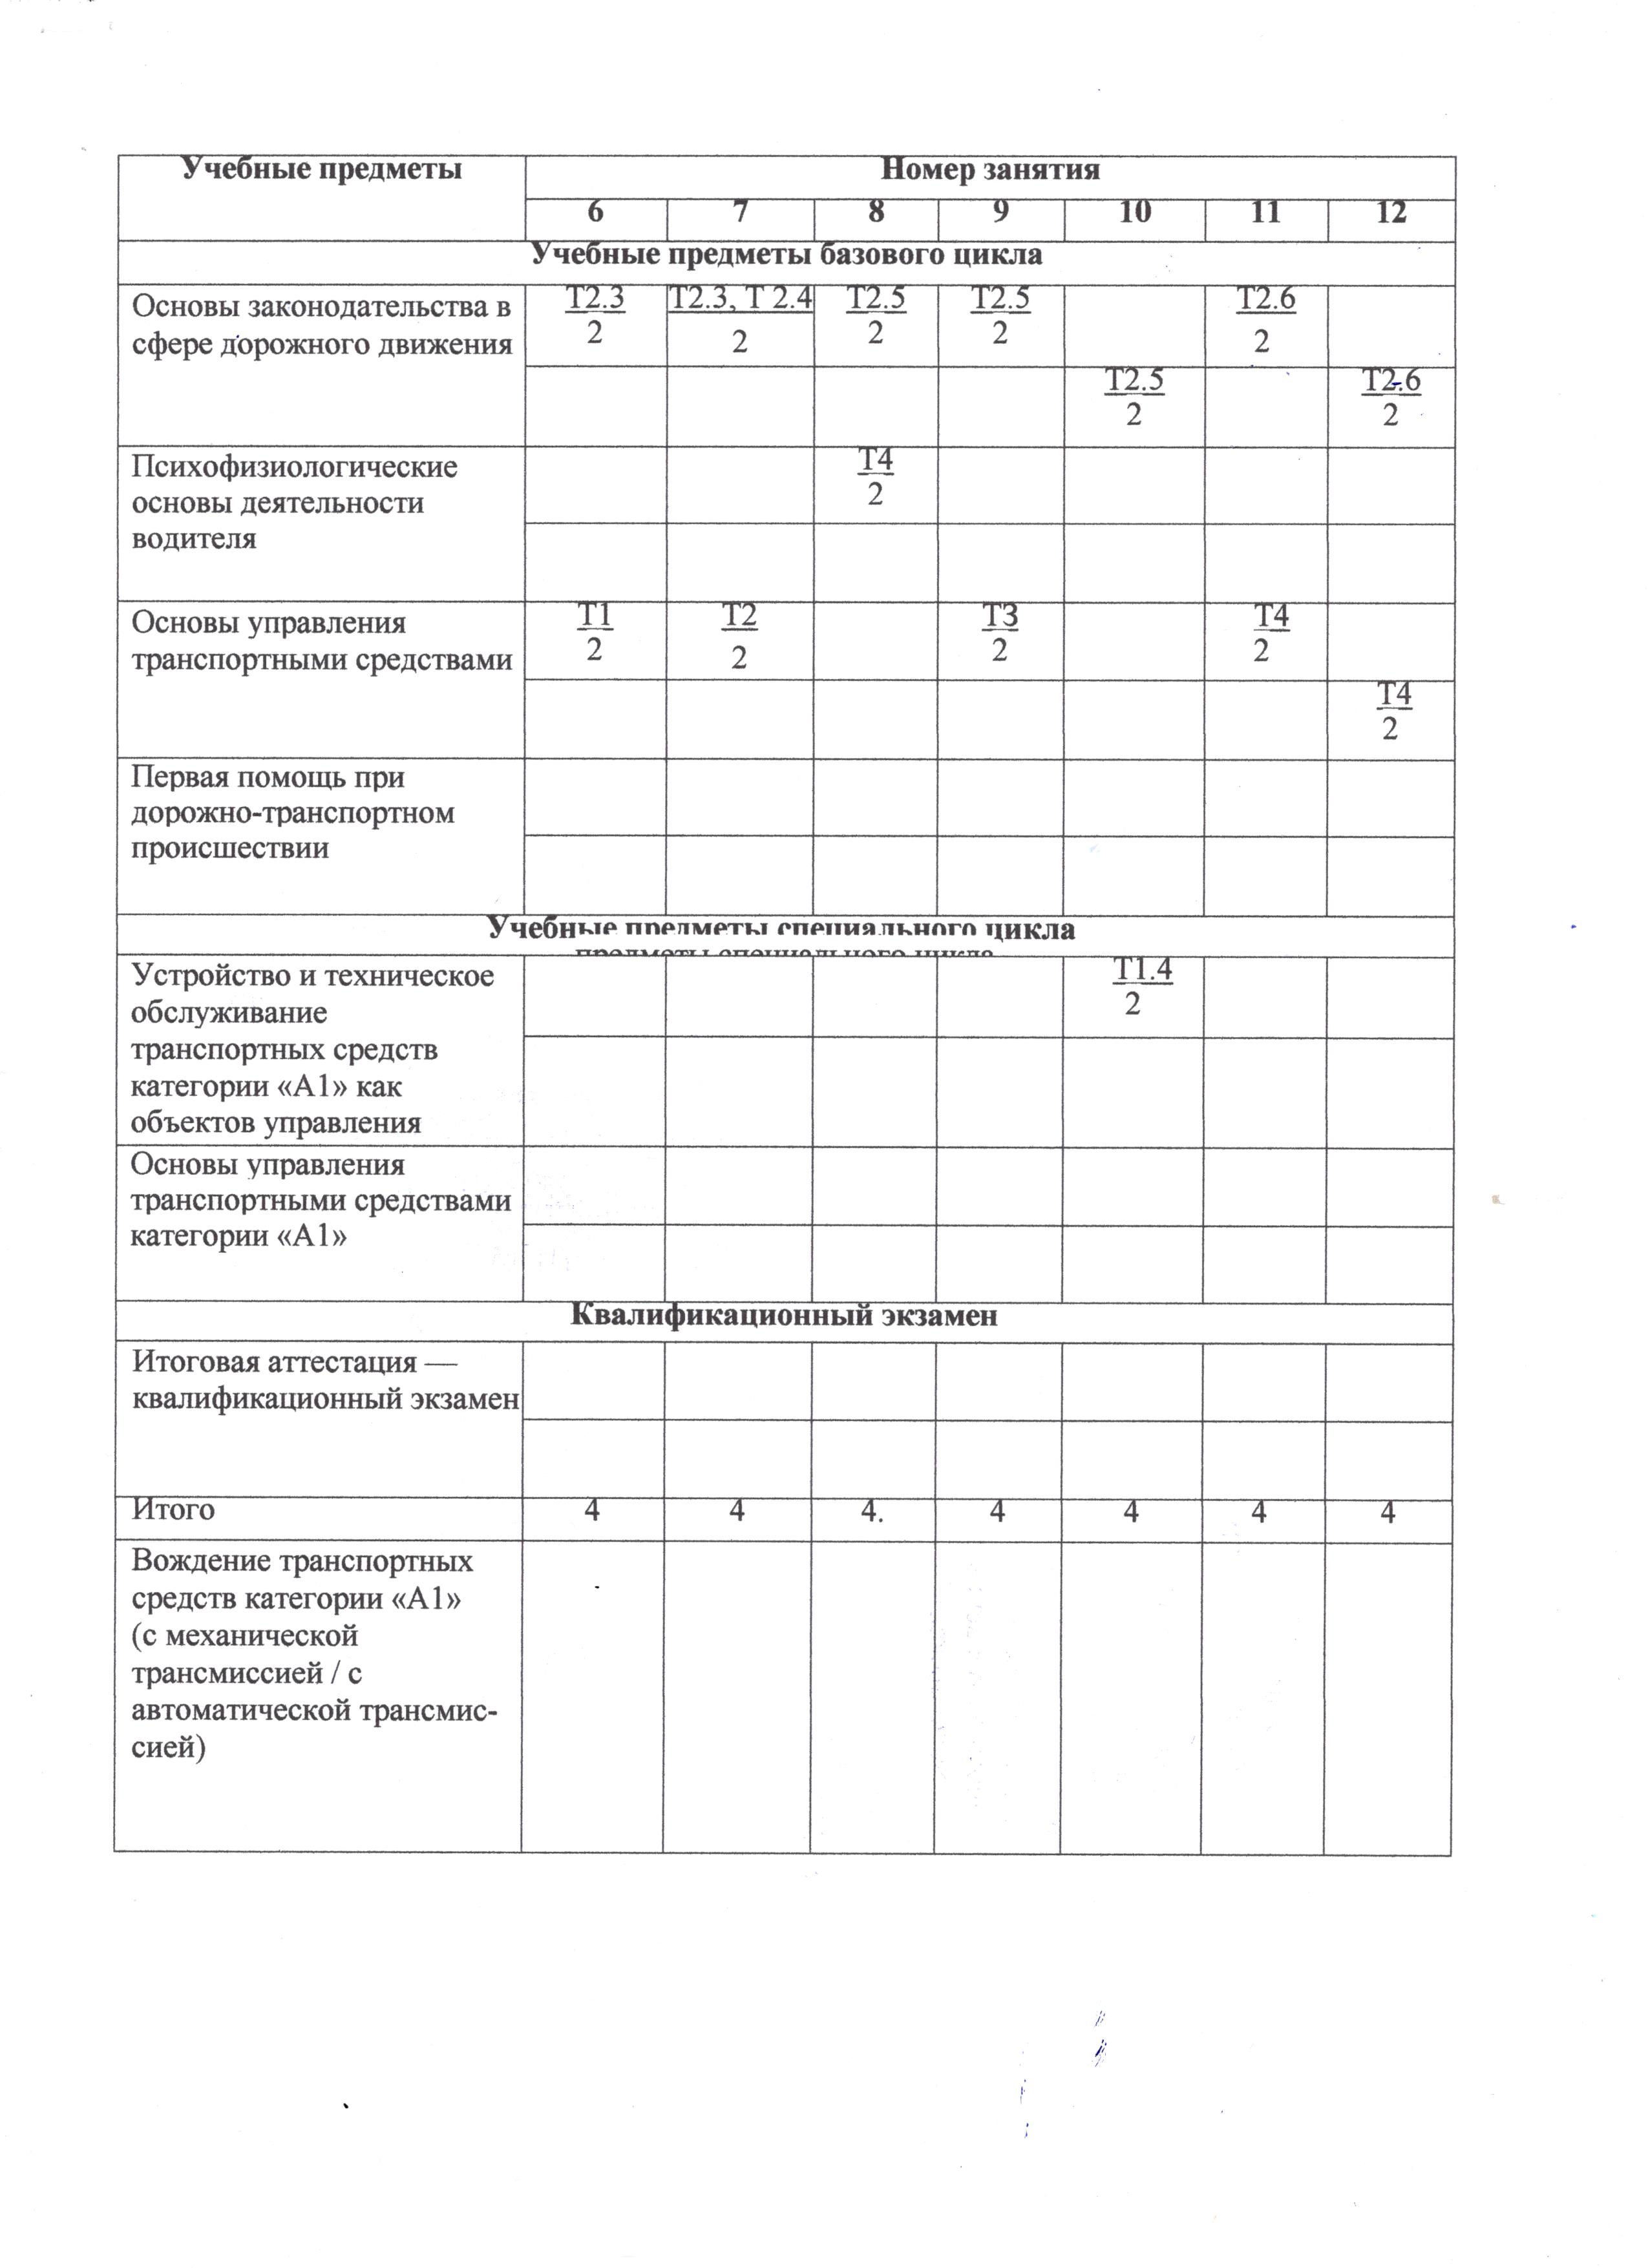 Учебные предметы
Номер занятия
6 7 8 9 10 11 12
Учебные предметы базового цикла
Основы законодательства в
сфере дорожного движения
Т2.3 Т2.3, Т 2.4 Т2.5 Т2.5 Т2.6
2 2 2 2 2
Т2.5 Т2.6
2 2
Психофизиологические
основы деятельности
водителя
Т4
2
Основы управления
транспортными средствами
Т1 Т2 Т3 Т4
2 2 2 2
Т4
2
Первая помощь при
дорожно-транспортном
происшествии
Учебные предметы специального цикла
предметы специального цикла
Устройство и техническое
обслуживание
транспортных средств
категории «А1» как
объектов управления
Т1.4
2
Основы управления
транспортными средствами
категории «А1»
Квалификационный экзамен
Итоговая аттестация —
квалификационный экзамен
Итого 4 4 4. 4 4 4 4
Вождение транспортных
средств категории «А1»
(с механической
трансмиссией / с
автоматической трансмис-
сией)